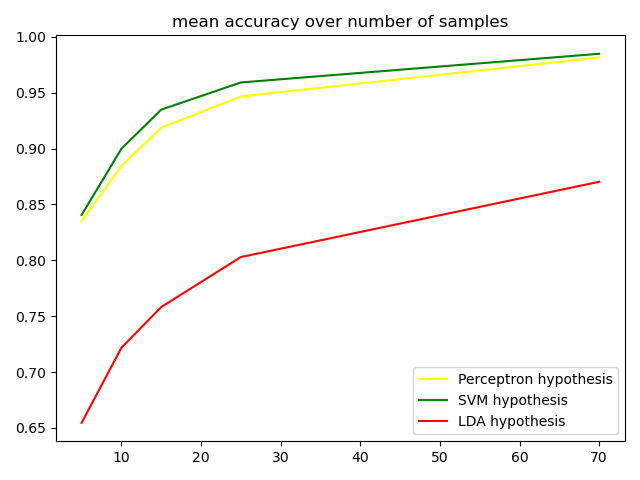 mean accuracy over number of samples
1.00
0.95
0.90
0.85
0.80
0.75
0.70
0.65
10 20 30 40 50 60 70
Perceptron hypothesis
SVM hypothesis
LDA hypothesis